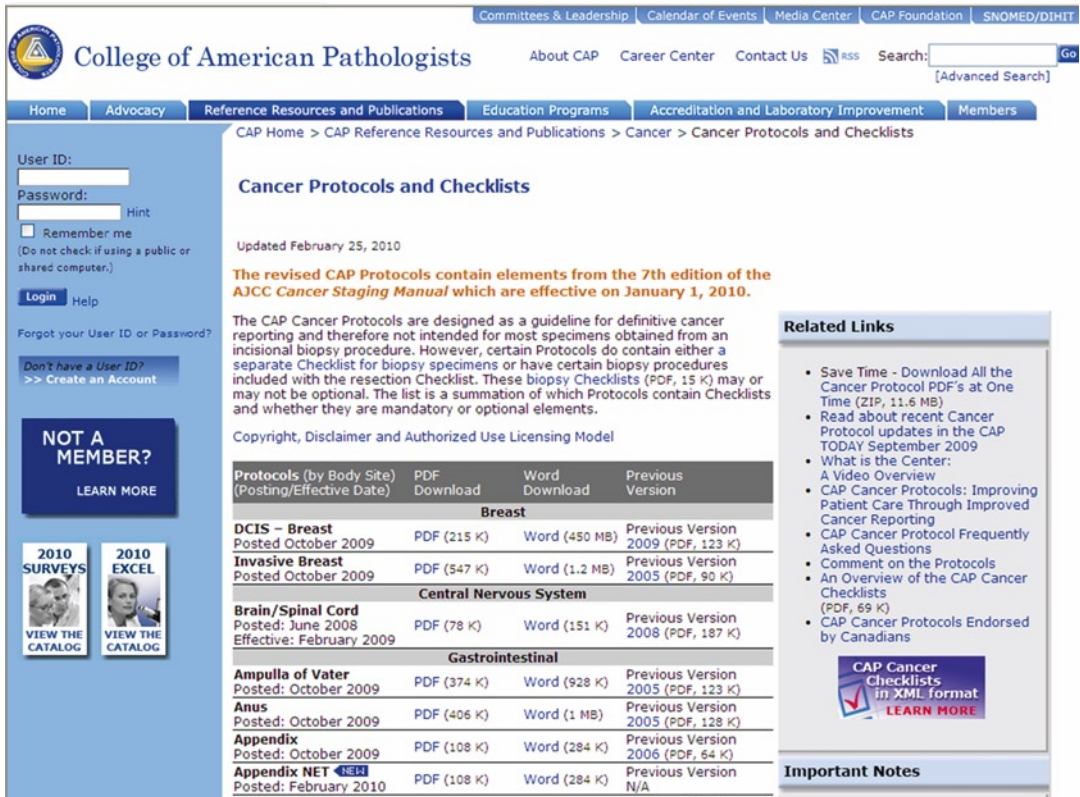 Committees & Leadership Calendar of Events Media Center CAP Foundation SNOMED/DIHIT
College of American Pathologists
About CAP Career Center Contact Us RSS Search: Go
[Advanced Search]
Home Advocacy Reference Resources and Publications Education Programs Accreditation and Laboratory Improvement Members
CAP Home > CAP Reference Resources and Publications > Cancer > Cancer Protocols and Checklists
User ID:
Password:
Hint
Remember me
(Do not check if using a public or
shared computer.)
Login Help
Forgot your User ID or Password?
Don't have a User ID?
>> Create an Account
NOT A
MEMBER?
LEARN MORE
2010
SURVEYS
VIEW THE
CATALOG
2010
EXCEL
VIEW THE
CATALOG
Cancer Protocols and Checklists
Updated February 25, 2010
The revised CAP Protocols contain elements from the 7th edition of the
AJCC Cancer Staging Manual which are effective on January 1, 2010.
The CAP Cancer Protocols are designed as a guideline for definitive cancer
reporting and therefore not intended for most specimens obtained from an
incisional biopsy procedure. However, certain Protocols do contain either a
separate Checklist for biopsy specimens or have certain biopsy procedures
included with the resection Checklist. These biopsy Checklists (PDF, 15 K) may or
may not be optional. The list is a summation of which Protocols contain Checklists
and whether they are mandatory or optional elements.
Copyright, Disclaimer and Authorized Use Licensing Model
Protocols (by Body Site) PDF Word Previous
(Posting/Effective Date) Download Download Version
Breast
DCIS – Breast Previous Version
Posted October 2009 PDF (215 K) Word (450 MB) 2009 (PDF, 123 K)
Invasive Breast Previous Version
Posted October 2009 PDF (547 K) Word (1.2 MB) 2005 (PDF, 90 K)
Central Nervous System
Brain/Spinal Cord
Posted: June 2008 PDF (78 K) Word (151 K) Previous Version
Effective: February 2009 2008 (PDF, 187 K)
Gastrointestinal
Ampulla of Vater Previous Version
Posted: October 2009 PDF (374 K) Word (928 K) 2005 (PDF, 123 K)
Anus Previous Version
Posted: October 2009 PDF (406 K) Word (1 MB) 2005 (PDF, 128 K)
Appendix Previous Version
Posted: October 2009 PDF (108 K) Word (284 K) 2006 (PDF, 64 K)
Appendix NET NEW Previous Version
Posted: February 2010 PDF (108 K) Word (284 K) N/A
Related Links
Save Time - Download All the
Cancer Protocol PDF's at One
Time (ZIP, 11.6 MB)
Read about recent Cancer
Protocol updates in the CAP
TODAY September 2009
What is the Center:
A Video Overview
CAP Cancer Protocols: Improving
Patient Care Through Improved
Cancer Reporting
CAP Cancer Protocol Frequently
Asked Questions
Comment on the Protocols
An Overview of the CAP Cancer
Checklists
(PDF, 69 K)
CAP Cancer Protocols Endorsed
by Canadians
CAP Cancer
Checklists
in XML format
LEARN MORE
Important Notes